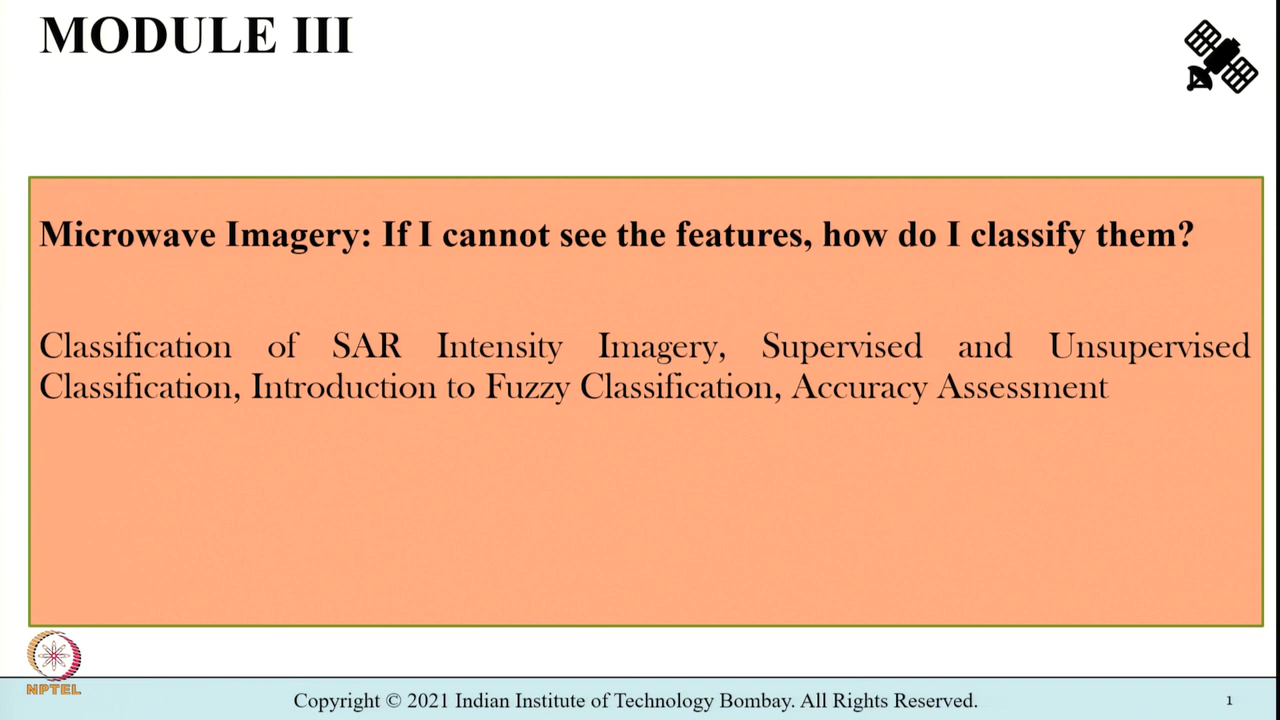 MODULE III
Microwave Imagery: If I cannot see the features, how do I classify them?
Classification of SAR Intensity Imagery, Supervised and Unsupervised
Classification, Introduction to Fuzzy Classification, Accuracy Assessment
NPTEL
Copyright © 2021 Indian Institute of Technology Bombay. All Rights Reserved.
1